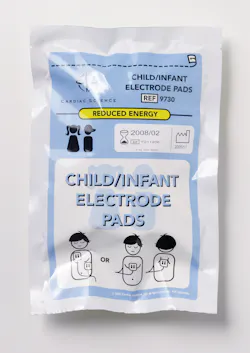 CARDIAC SCIENCE
CHILD/INFANT
ELECTRODE PADS
REF 9730
REDUCED ENERGY
2008/02
CHILD/INFANT
ELECTRODE
PADS
OR